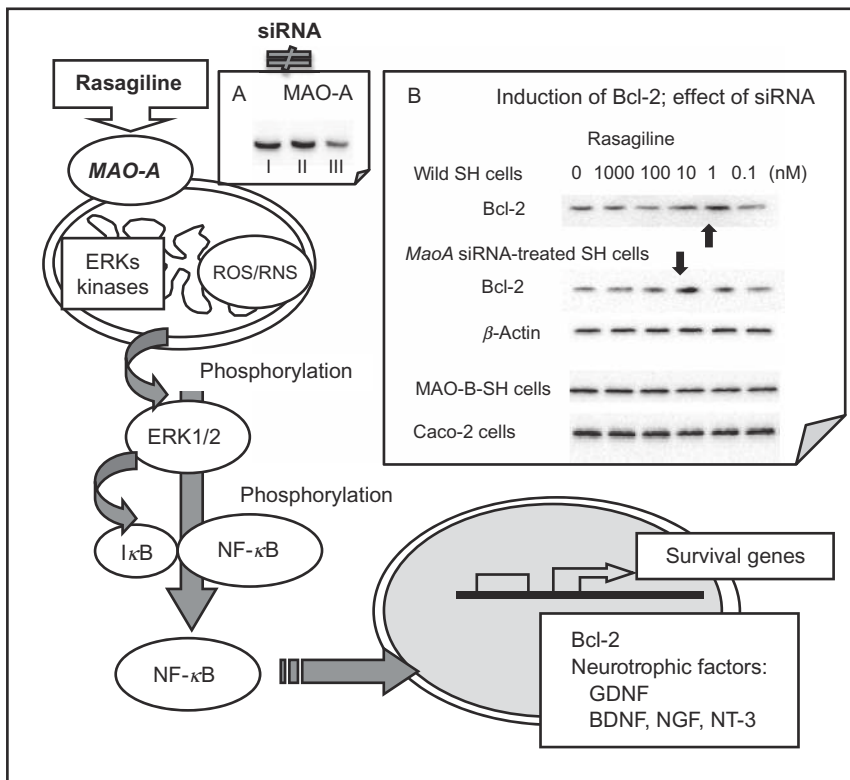 siRNA
Rasagiline
A MAO-A
I II III
MAO-A
ERKs
kinases
ROS/RNS
Phosphorylation
ERK1/2
Phosphorylation
IκB
NF-κB
NF-κB
B Induction of Bcl-2; effect of siRNA
Rasagiline
Wild SH cells 0 1000 100 10 1 0.1 (nM)
Bcl-2
MaoA siRNA-treated SH cells
Bcl-2
β-Actin
MAO-B-SH cells
Caco-2 cells
Survival genes
Bcl-2
Neurotrophic factors:
GDNF
BDNF, NGF, NT-3